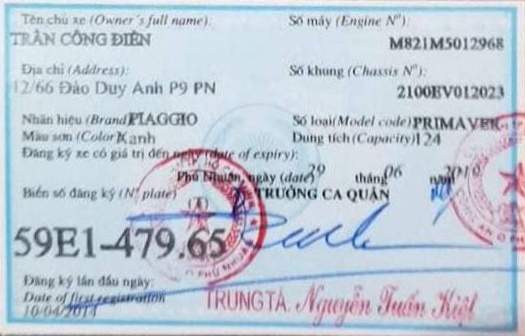 Tên chủ xe (Owner's full name):
TRẦN CÔNG ĐIỀN
Số máy (Engine N°):
M821M5012968
Địa chỉ (Address):
12/66 Đào Duy Anh P9 PN
Số khung (Chassis N°):
2100EV012023
Nhãn hiệu (Brand) PIAGGIO
Số loại (Model code) PRIMAVER
Màu sơn (Color) Xanh
Dung tích (Capacity) 124
Đăng ký xe có giá trị đến ngày (date of expiry):
Phú Nhuận, ngày (date) 29 tháng 06 năm
Biển số đăng ký (N° plate)
TRƯỞNG CA QUẬN
59E1-479.65
Đăng ký lần đầu ngày:
Date of first registration
10/04/2014
TRUNG TÁ. Nguyễn Tuấn Kiệt